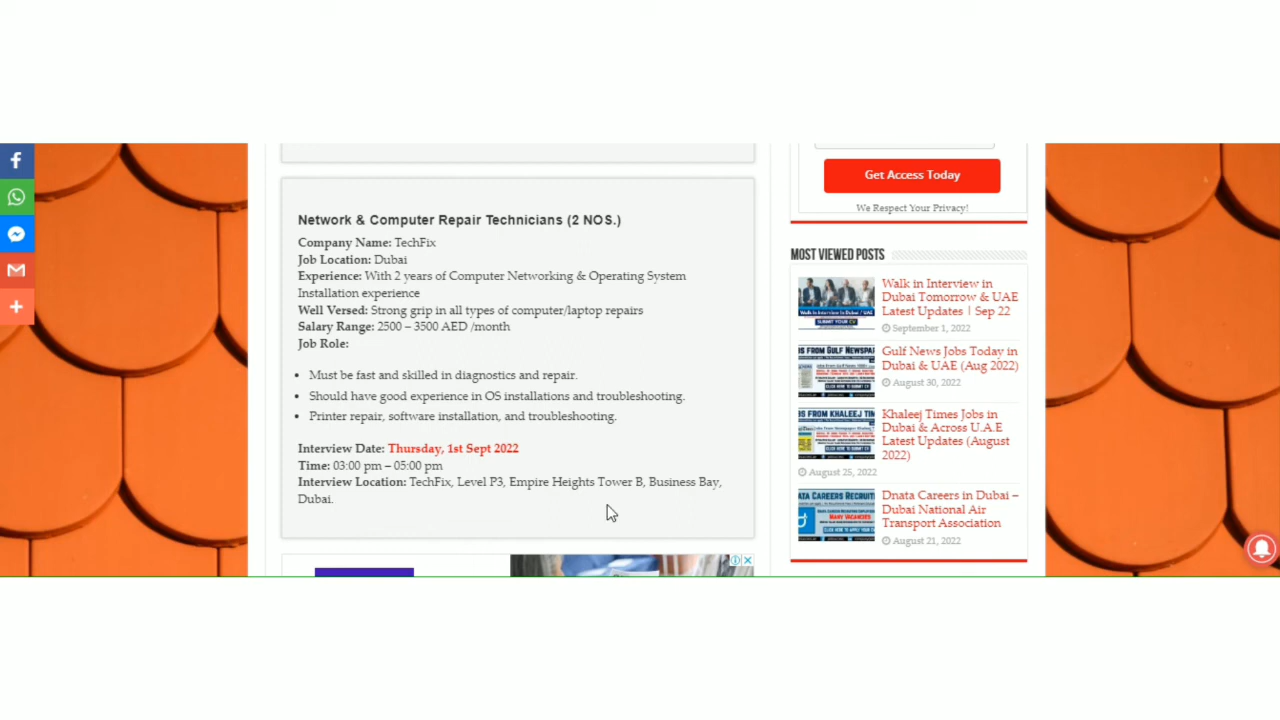 Network & Computer Repair Technicians (2 NOS.)
Company Name: TechFix
Job Location: Dubai
Experience: With 2 years of Computer Networking & Operating System
Installation experience
Well Versed: Strong grip in all types of computer/laptop repairs
Salary Range: 2500 – 3500 AED /month
Job Role:
• Must be fast and skilled in diagnostics and repair.
• Should have good experience in OS installations and troubleshooting.
• Printer repair, software installation, and troubleshooting.
Interview Date: Thursday, 1st Sept 2022
Time: 03:00 pm – 05:00 pm
Interview Location: TechFix, Level P3, Empire Heights Tower B, Business Bay,
Dubai.
Get Access Today
We Respect Your Privacy!
MOST VIEWED POSTS
Walk in Interview in
Dubai Tomorrow & UAE
Latest Updates | Sep 22
September 1, 2022
Gulf News Jobs Today in
Dubai & UAE (Aug 2022)
August 30, 2022
Khaleej Times Jobs in
Dubai & Across U.A.E
Latest Updates (August
2022)
August 25, 2022
Dnata Careers in Dubai –
Dubai National Air
Transport Association
August 21, 2022